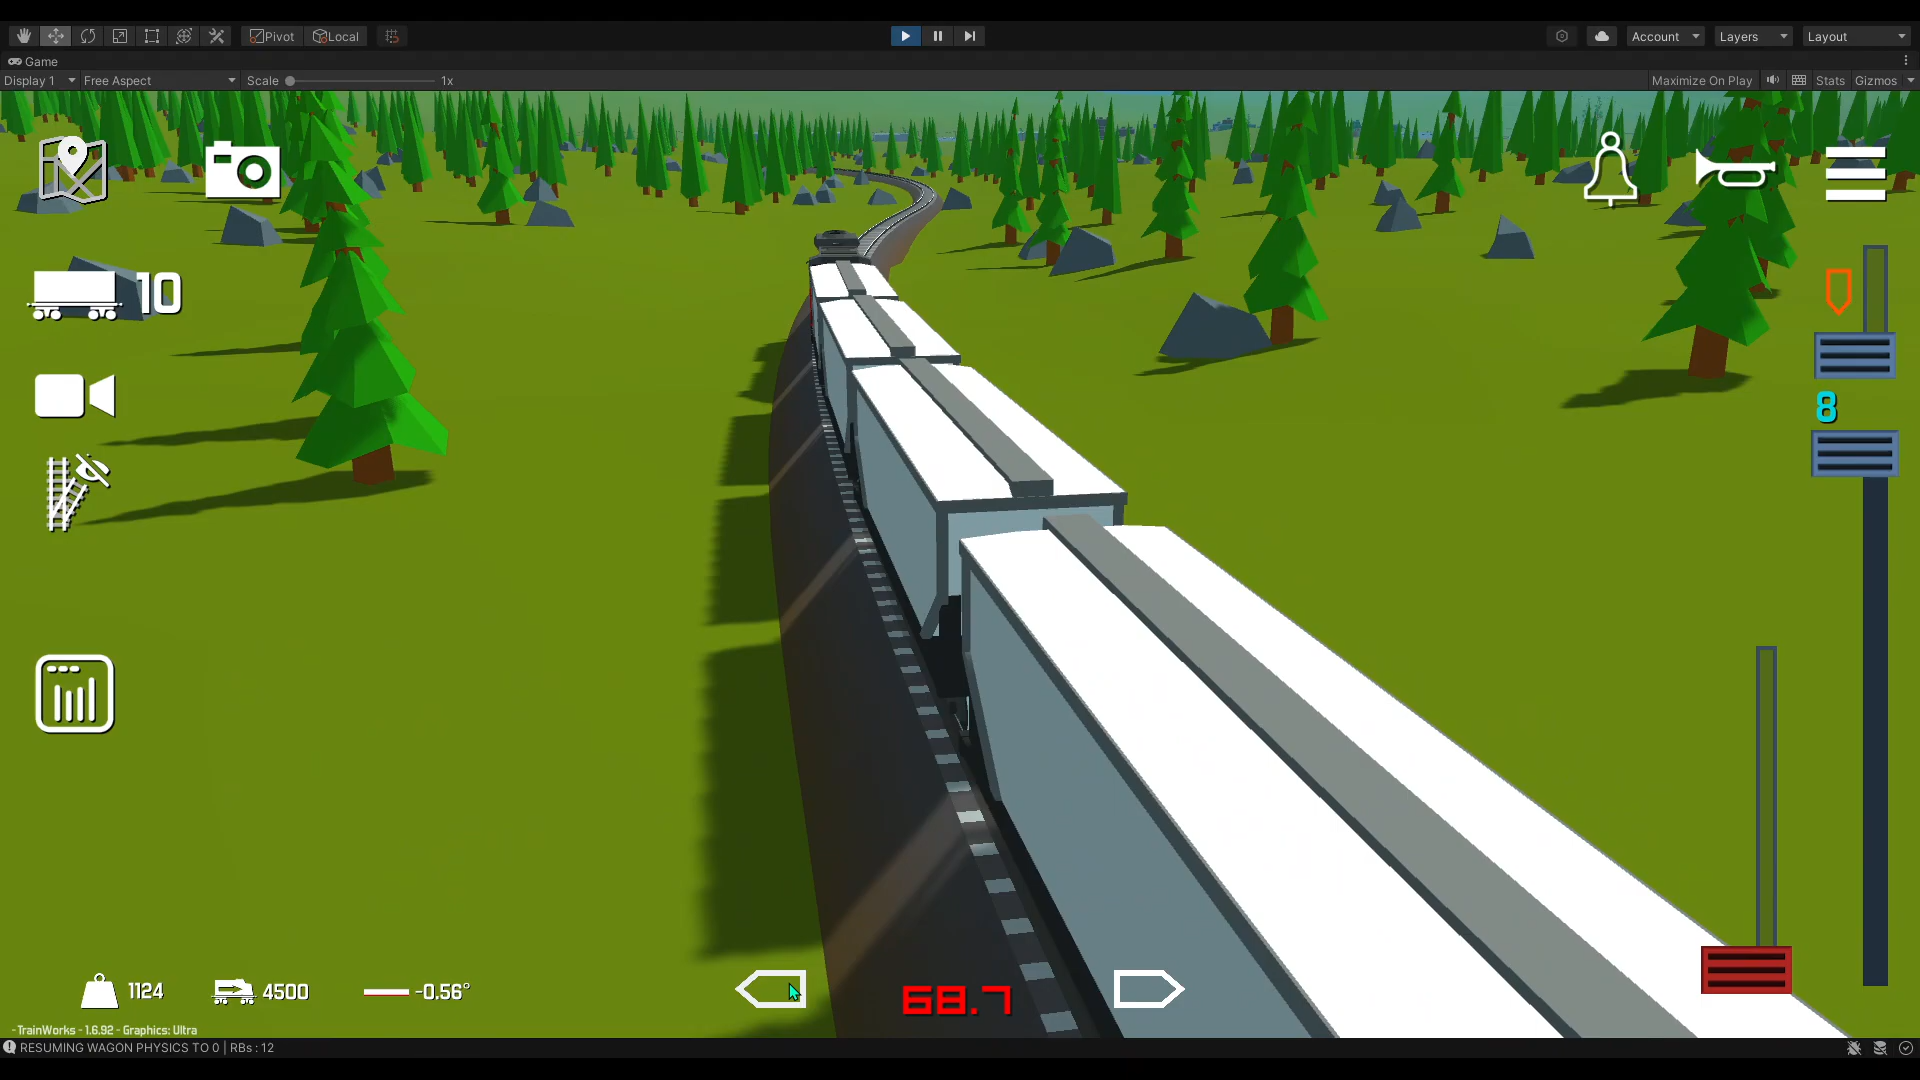 Pivot Local Account Layers Layout
Game
Display 1 Free Aspect Scale 1x Maximize On Play Stats Gizmos
10
8
1124 4500 -0.56° 68.7
-TrainWorks - 1.6.92 - Graphics: Ultra
RESUMING WAGON PHYSICS TO 0 | RBs : 12